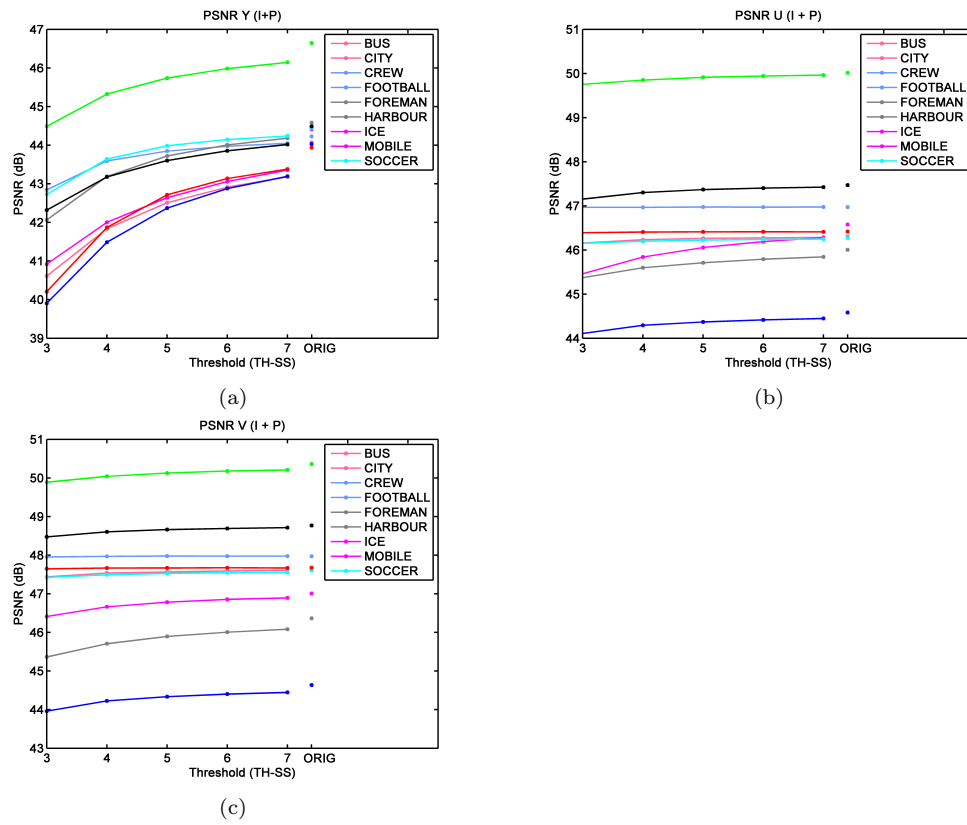 PSNR Y (I+P)
47
46
45
44
43
42
41
40
39
PSNR (dB)
3 4 5 6 7 ORIG
Threshold (TH-SS)
BUS
CITY
CREW
FOOTBALL
FOREMAN
HARBOUR
ICE
MOBILE
SOCCER
(a)
PSNR U (I + P)
51
50
49
48
47
46
45
44
PSNR (dB)
3 4 5 6 7 ORIG
Threshold (TH-SS)
BUS
CITY
CREW
FOOTBALL
FOREMAN
HARBOUR
ICE
MOBILE
SOCCER
(b)
PSNR V (I + P)
51
50
49
48
47
46
45
44
43
PSNR (dB)
3 4 5 6 7 ORIG
Threshold (TH-SS)
BUS
CITY
CREW
FOOTBALL
FOREMAN
HARBOUR
ICE
MOBILE
SOCCER
(c)